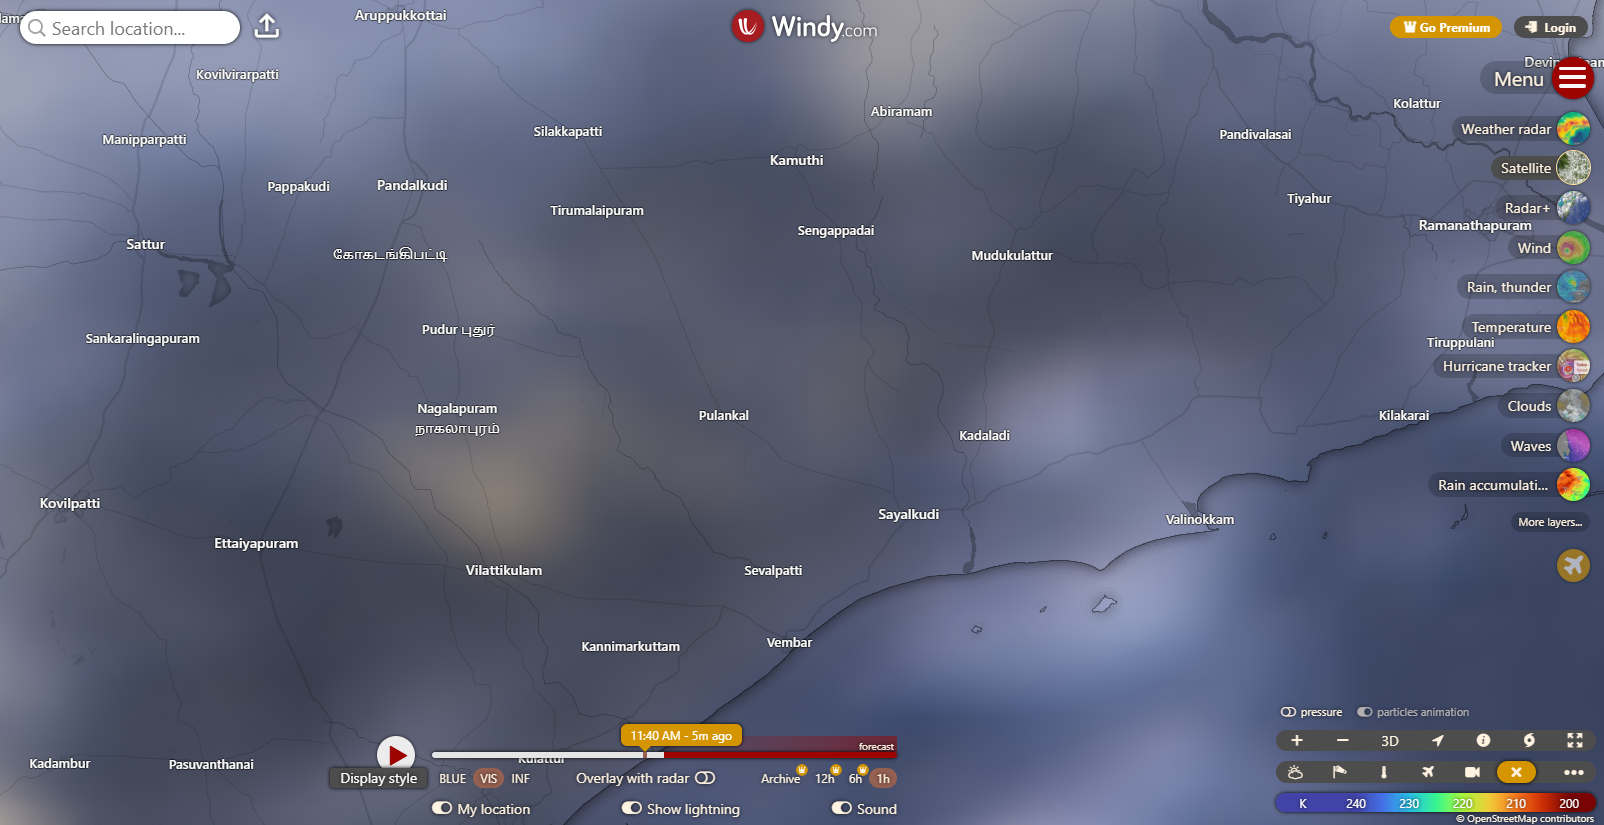 Search location...
Aruppukkottai
Windy.com
Go Premium
Login
Menu
Kovilvirarpatti
Abiramam
Kolattur
Manipparpatti
Silakkapatti
Pandivalasai
Weather radar
Kamuthi
Satellite
Pappakudi
Pandalkudi
Tirumalaipuram
Tiyahur
Radar+
Sengappadai
Ramanathapuram
Sattur
கோகடங்கிபட்டி
Mudukulattur
Wind
Rain, thunder
Pudur புதுர்
Temperature
Sankaralingapuram
Tiruppulani
Hurricane tracker
Nagalapuram
நாகலாபுரம்
Pulankal
Kadaladi
Kilakarai
Clouds
Waves
Rain accumulati...
Kovilpatti
Sayalkudi
Valinokkam
More layers...
Ettaiyapuram
Vilattikulam
Sevalpatti
Kannimarkuttam
Vembar
pressure
particles animation
11:40 AM - 5m ago
forecast
3D
Kadambur
Pasuvanthanai
Display style
BLUE
VIS
INF
Overlay with radar
Archive
12h
6h
1h
My location
Show lightning
Sound
K 240 230 220 210 200
© OpenStreetMap contributors